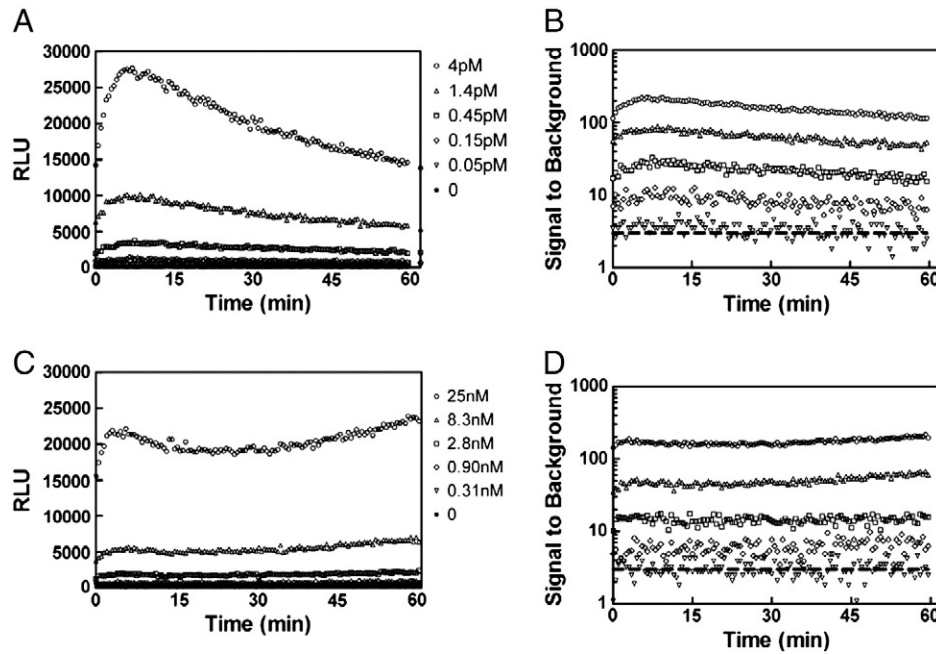 A
RLU
30000
25000
20000
15000
10000
5000
0
0 15 30 45 60
Time (min)
4pM
1.4pM
0.45pM
0.15pM
0.05pM
0
B
Signal to Background
1000
100
10
1
0 15 30 45 60
Time (min)
C
RLU
30000
25000
20000
15000
10000
5000
0
0 15 30 45 60
Time (min)
25nM
8.3nM
2.8nM
0.90nM
0.31nM
0
D
Signal to Background
1000
100
10
1
0 15 30 45 60
Time (min)